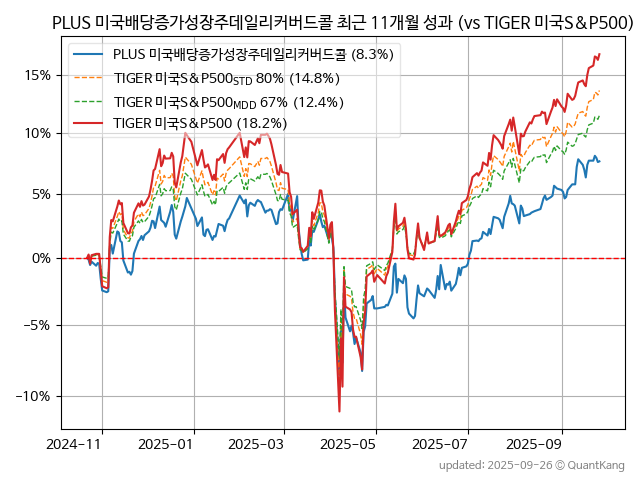 PLUS 미국배당증가성장주데일리커버드콜 최근 11개월 성과 (vs TIGER 미국S&P500)
PLUS 미국배당증가성장주데일리커버드콜 (8.3%)
TIGER 미국S&P500STD 80% (14.8%)
TIGER 미국S&P500MDD 67% (12.4%)
TIGER 미국S&P500 (18.2%)
15%
10%
5%
0%
−5%
−10%
2024-11 2025-01 2025-03 2025-05 2025-07 2025-09
updated: 2025-09-26 © QuantKang